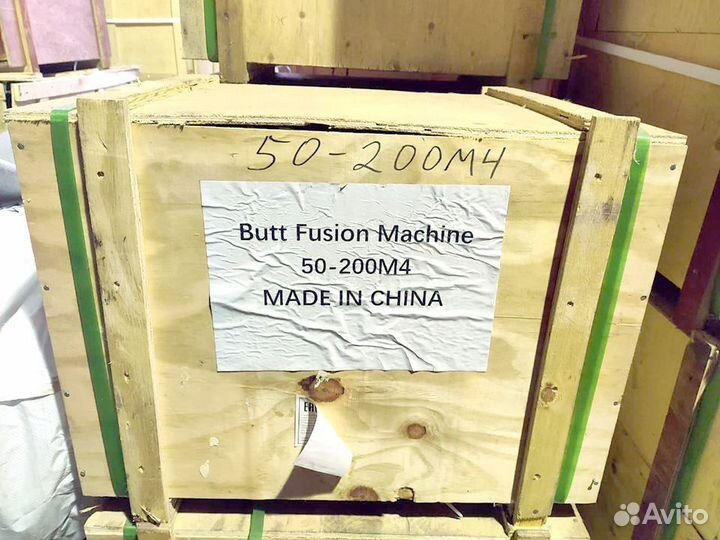 50-200M4
Butt Fusion Machine
50-200M4
MADE IN CHINA
Avito